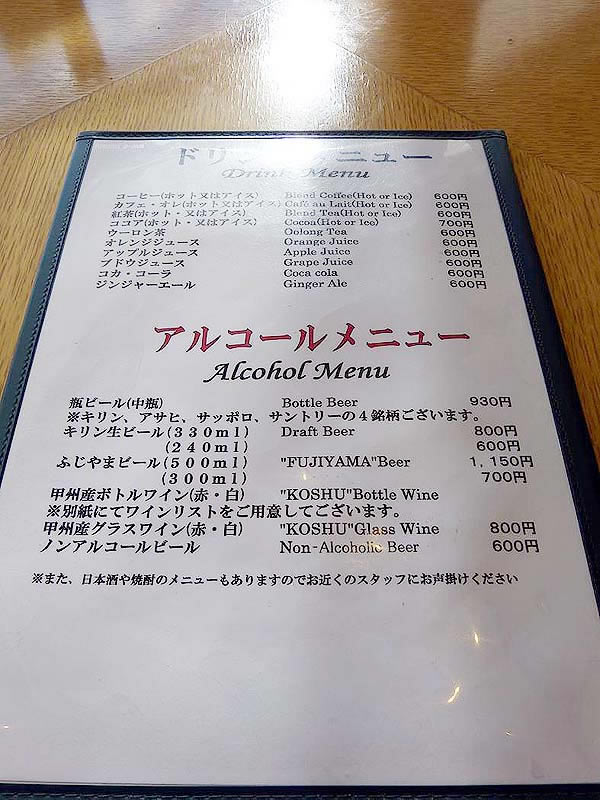 ドリンクメニュー
Drink Menu
コーヒー(ホット又はアイス) Blend Coffee(Hot or Ice) 600円
カフェ・オレ(ホット又はアイス) Café au Lait(Hot or Ice) 600円
紅茶(ホット・又はアイス) Blend Tea(Hot or Ice) 600円
ココア(ホット・又はアイス) Cocoa(Hot or Ice) 700円
ウーロン茶 Oolong Tea 600円
オレンジジュース Orange Juice 600円
アップルジュース Apple Juice 600円
ブドウジュース Grape Juice 600円
コカ・コーラ Coca cola 600円
ジンジャーエール Ginger Ale 600円
アルコールメニュー
Alcohol Menu
瓶ビール(中瓶) Bottle Beer 930円
※キリン、アサヒ、サッポロ、サントリーの４銘柄ございます。
キリン生ビール(３３０ｍｌ) Draft Beer 800円
(２４０ｍｌ) 600円
ふじやまビール(５００ｍｌ) "FUJIYAMA"Beer 1，150円
(３００ｍｌ) 700円
甲州産ボトルワイン(赤・白) "KOSHU"Bottle Wine
※別紙にてワインリストをご用意してございます。
甲州産グラスワイン(赤・白) "KOSHU"Glass Wine 800円
ノンアルコールビール Non-Alcoholic Beer 600円
※また、日本酒や焼酎のメニューもありますのでお近くのスタッフにお声掛けください